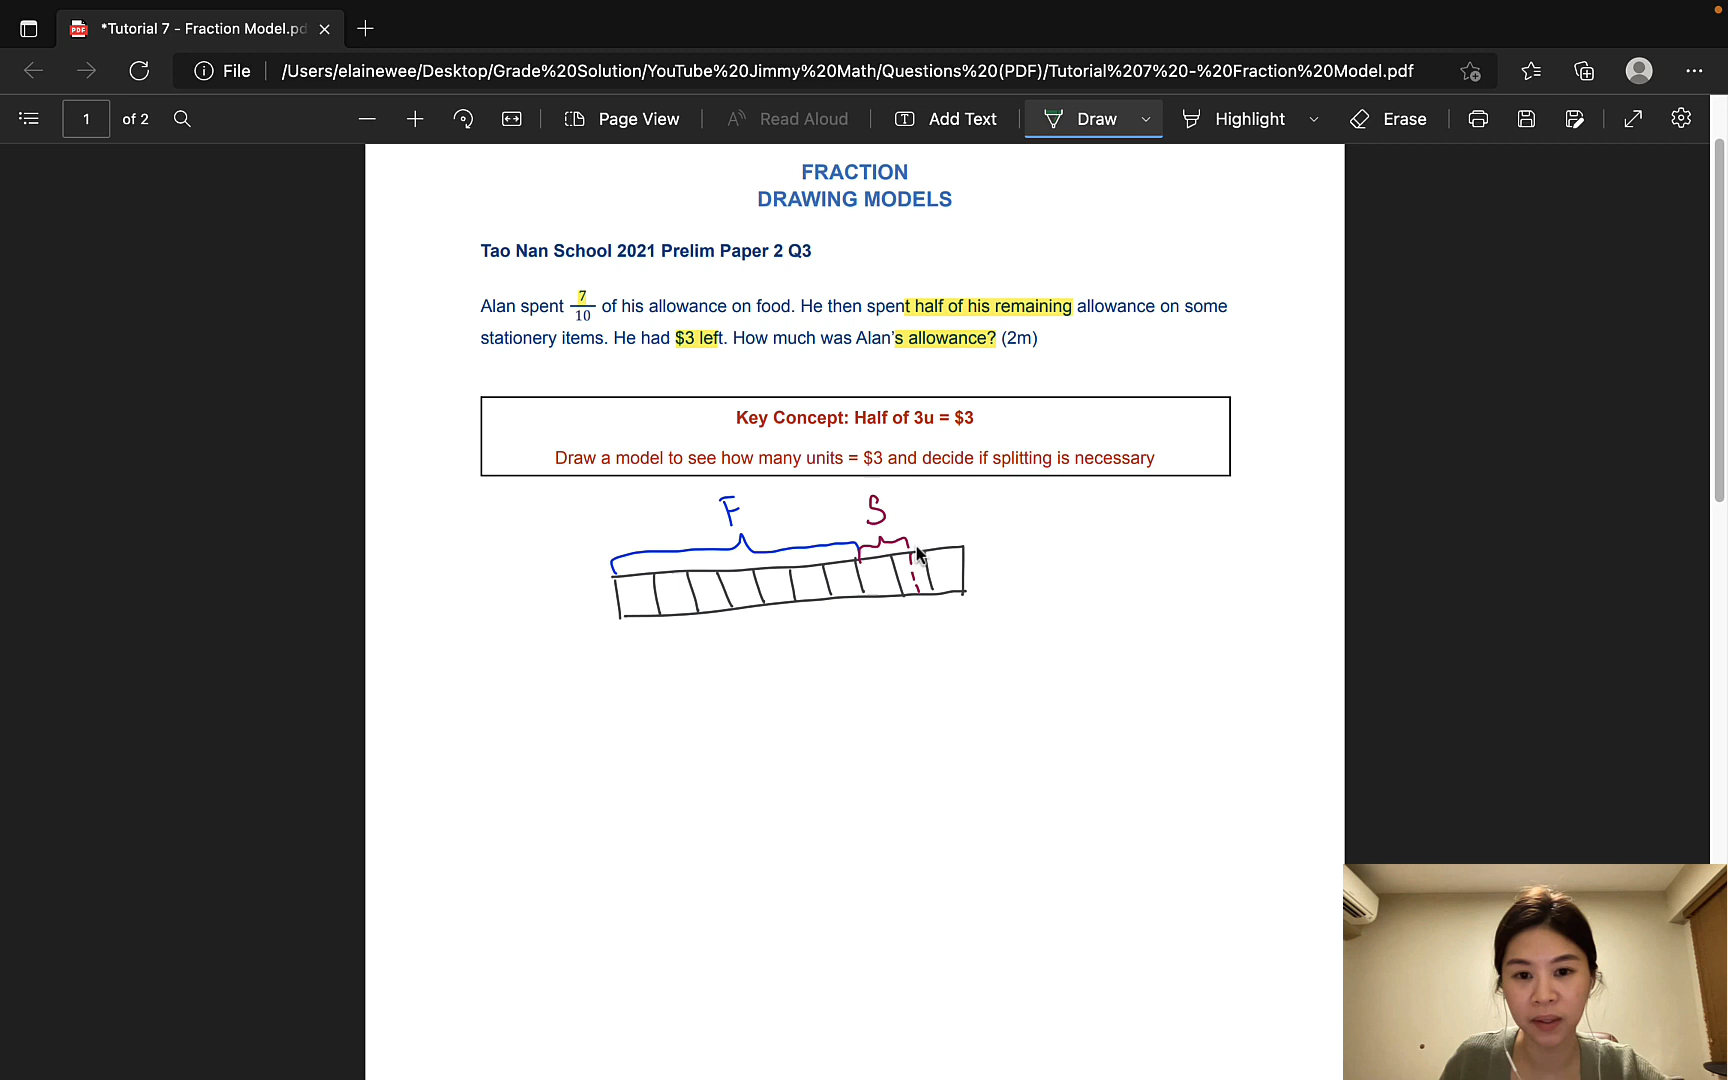 *Tutorial 7 - Fraction Model.pd
File /Users/elainewee/Desktop/Grade%20Solution/YouTube%20Jimmy%20Math/Questions%20(PDF)/Tutorial%207%20-%20Fraction%20Model.pdf
1 of 2 Page View Read Aloud Add Text Draw Highlight Erase
FRACTION
DRAWING MODELS
Tao Nan School 2021 Prelim Paper 2 Q3
Alan spent 7/10 of his allowance on food. He then spent half of his remaining allowance on some
stationery items. He had $3 left. How much was Alan's allowance? (2m)
Key Concept: Half of 3u = $3
Draw a model to see how many units = $3 and decide if splitting is necessary
F S